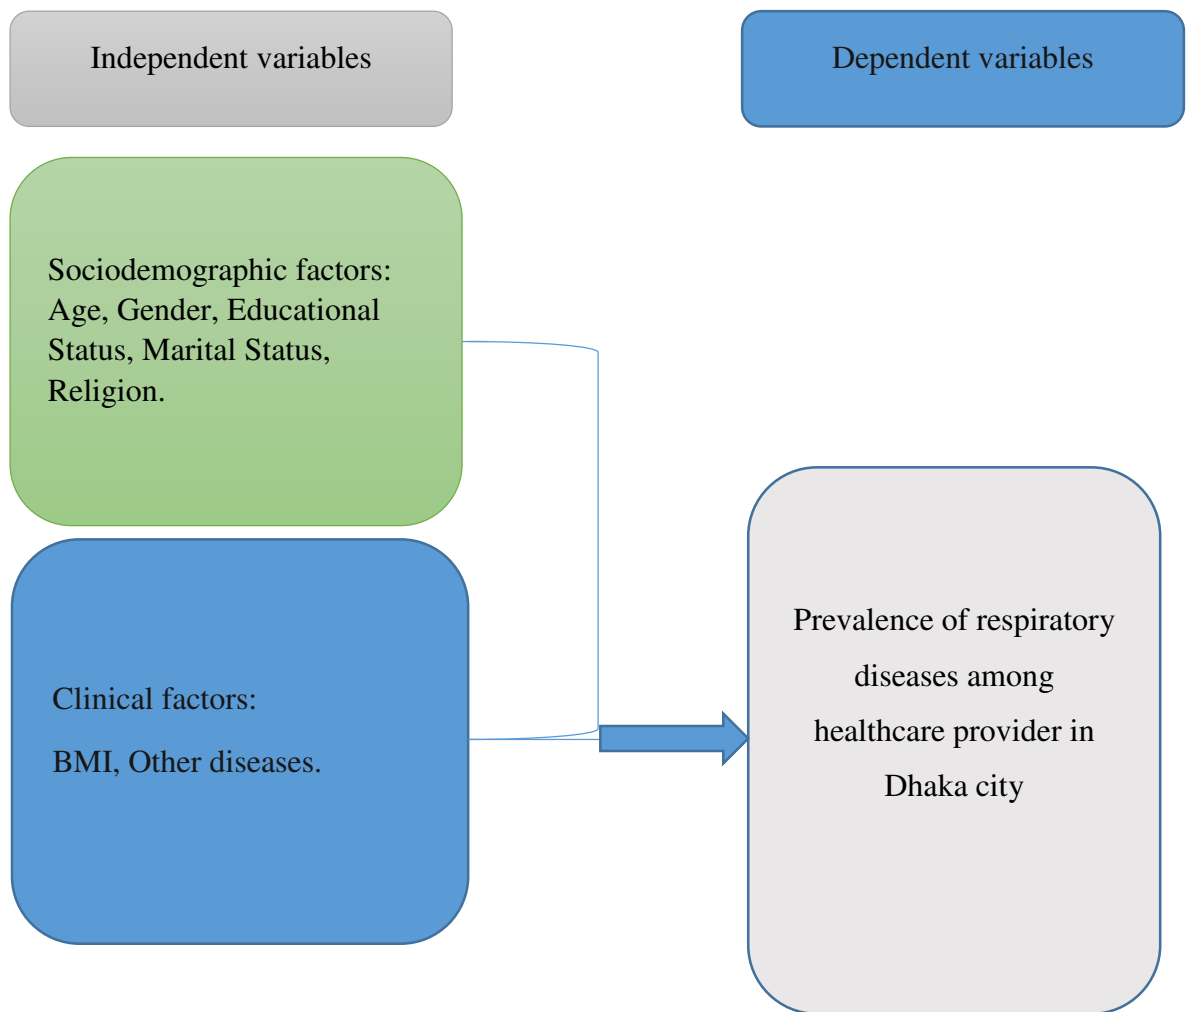 Independent variables
Dependent variables
Sociodemographic factors:
Age, Gender, Educational
Status, Marital Status,
Religion.
Clinical factors:
BMI, Other diseases.
Prevalence of respiratory
diseases among
healthcare provider in
Dhaka city